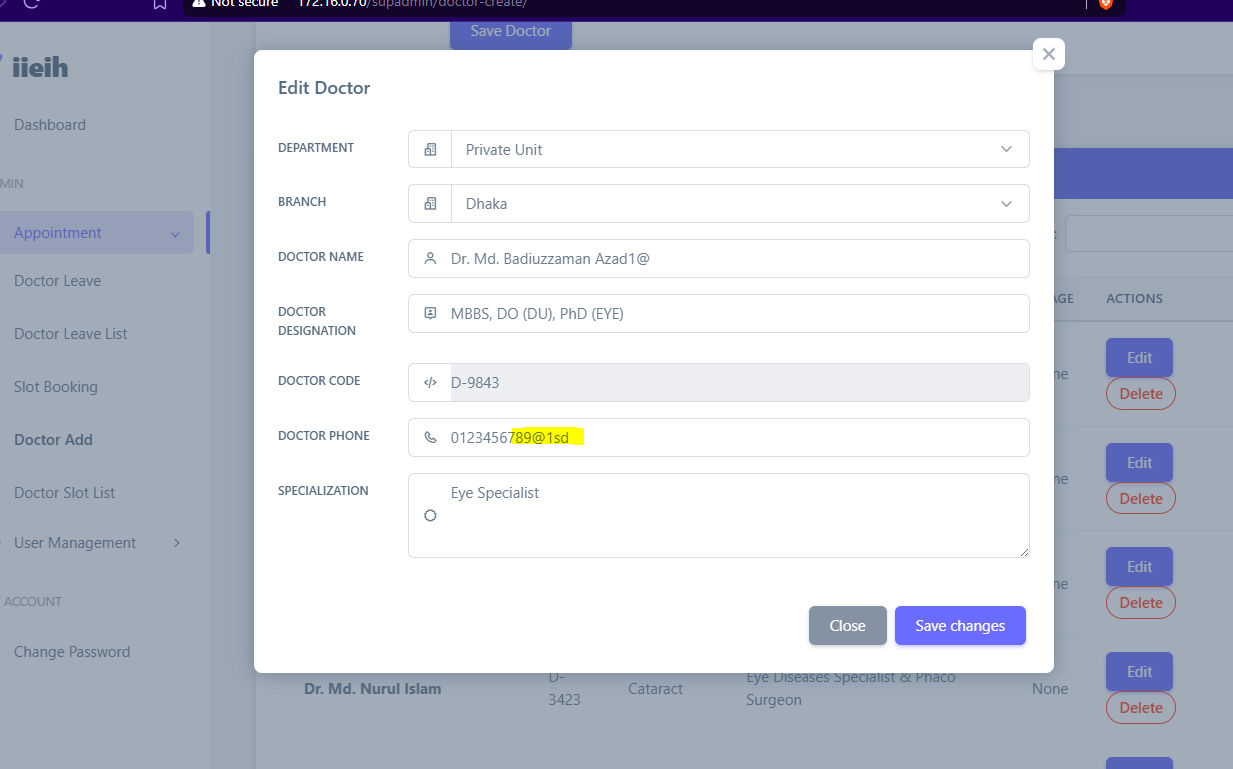 Not secure 172.16.0.70/supadmin/doctor-create/
Save Doctor
iieih
Dashboard
MIN
Appointment
Doctor Leave
Doctor Leave List
Slot Booking
Doctor Add
Doctor Slot List
User Management
ACCOUNT
Change Password
Edit Doctor
DEPARTMENT
Private Unit
BRANCH
Dhaka
DOCTOR NAME
Dr. Md. Badiuzzaman Azad1@
DOCTOR
DESIGNATION
MBBS, DO (DU), PhD (EYE)
DOCTOR CODE
D-9843
DOCTOR PHONE
0123456789@1sd
SPECIALIZATION
Eye Specialist
Close
Save changes
:
AGE
ACTIONS
ne
Edit
Delete
ne
Edit
Delete
ne
Edit
Delete
Dr. Md. Nurul Islam
D-
3423
Cataract
Eye Diseases Specialist & Phaco
Surgeon
None
Edit
Delete